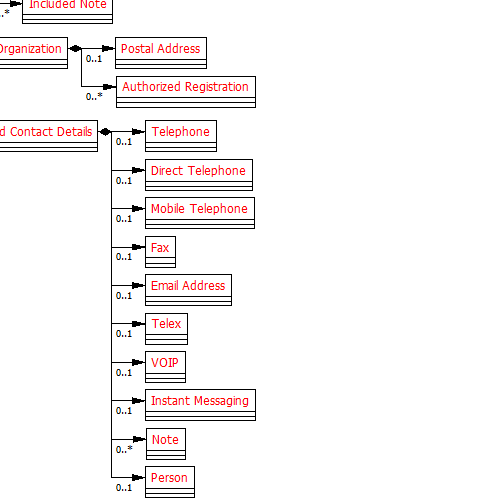 Included Note
..*
Organization
Postal Address
0..1
Authorized Registration
0..*
d Contact Details
Telephone
0..1
Direct Telephone
0..1
Mobile Telephone
0..1
Fax
0..1
Email Address
0..1
Telex
0..1
VOIP
0..1
Instant Messaging
0..1
Note
0..*
Person
0..1